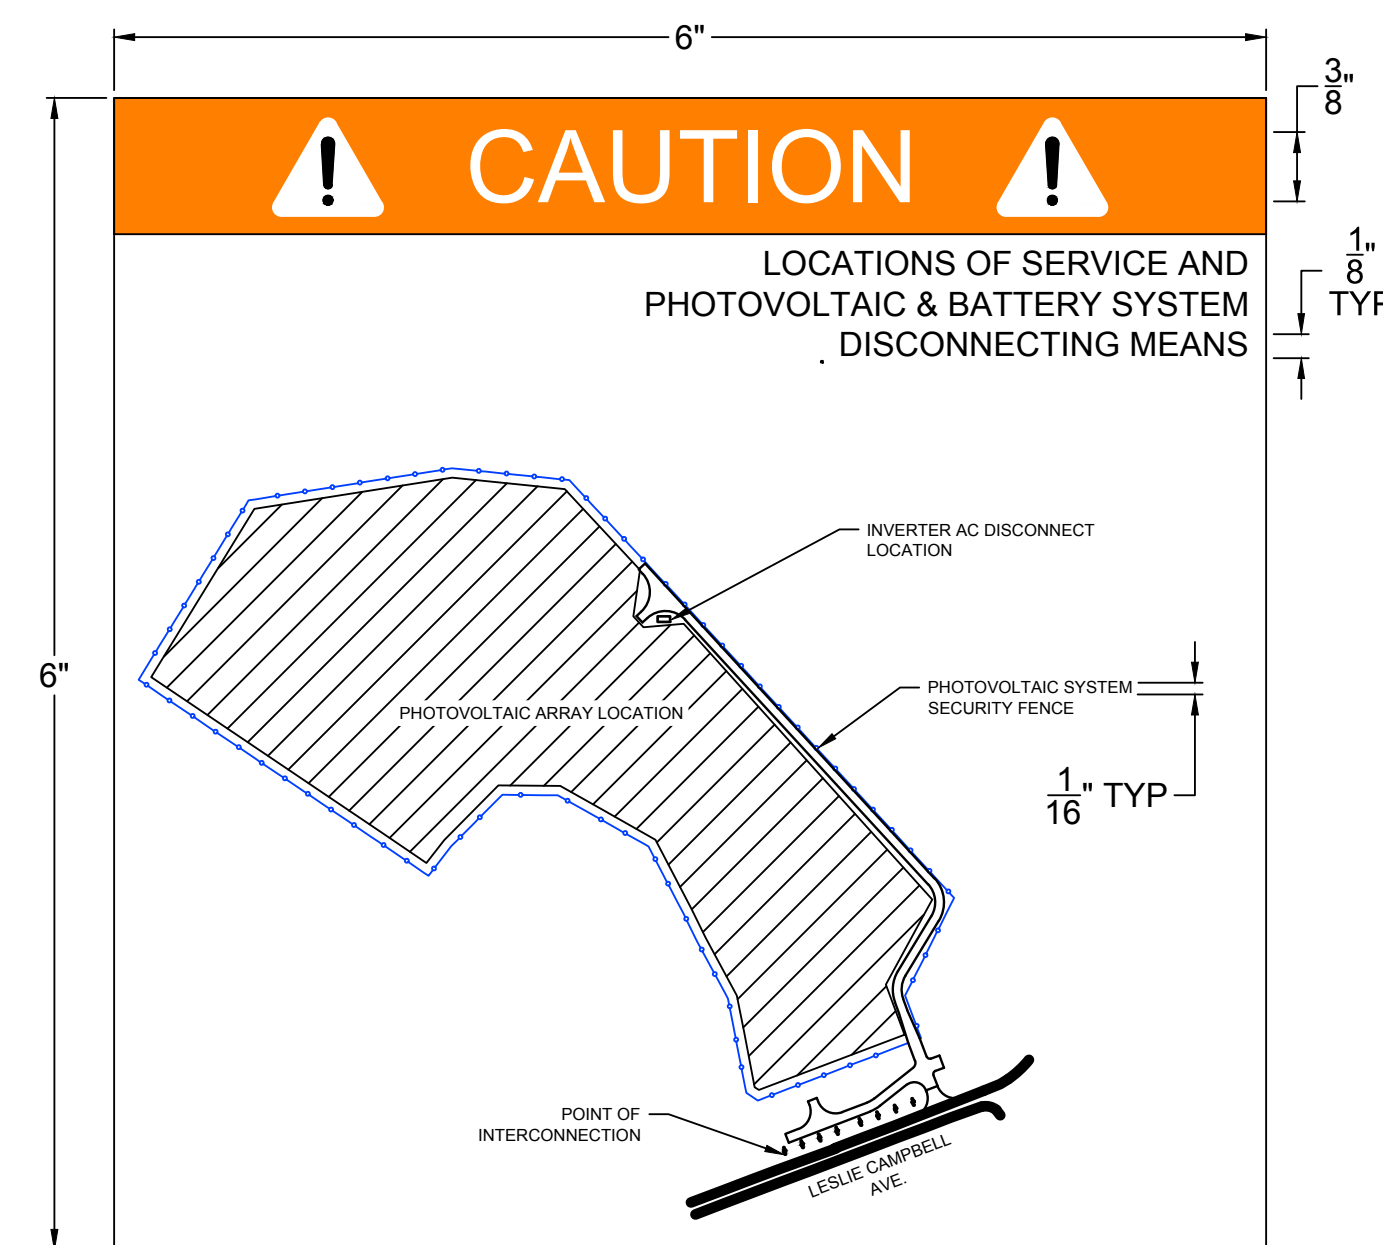 6"
3/8"
CAUTION
LOCATIONS OF SERVICE AND
PHOTOVOLTAIC & BATTERY SYSTEM
DISCONNECTING MEANS
1/8"
TYP
INVERTER AC DISCONNECT
LOCATION
6"
PHOTOVOLTAIC SYSTEM
SECURITY FENCE
PHOTOVOLTAIC ARRAY LOCATION
1/16" TYP
POINT OF
INTERCONNECTION
LESLIE CAMPBELL
AVE.